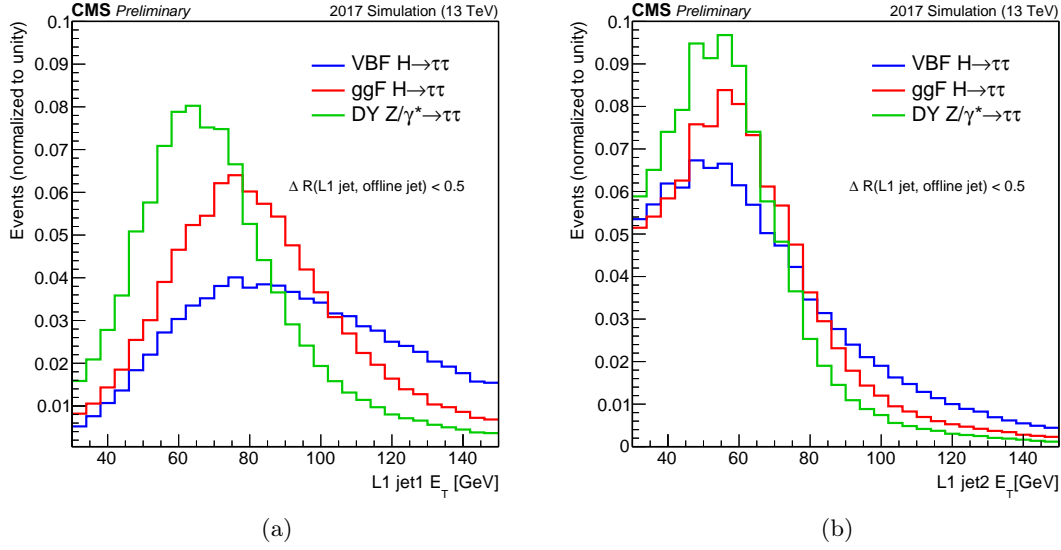 CMS Preliminary 2017 Simulation (13 TeV)
Events (normalized to unity)
0.1
0.09
0.08
0.07
0.06
0.05
0.04
0.03
0.02
0.01
VBF H→ττ
ggF H→ττ
DY Z/γ*→ττ
Δ R(L1 jet, offline jet) < 0.5
40 60 80 100 120 140
L1 jet1 E_T [GeV]
(a)
CMS Preliminary 2017 Simulation (13 TeV)
Events (normalized to unity)
0.1
0.09
0.08
0.07
0.06
0.05
0.04
0.03
0.02
0.01
0
VBF H→ττ
ggF H→ττ
DY Z/γ*→ττ
Δ R(L1 jet, offline jet) < 0.5
40 60 80 100 120 140
L1 jet2 E_T [GeV]
(b)